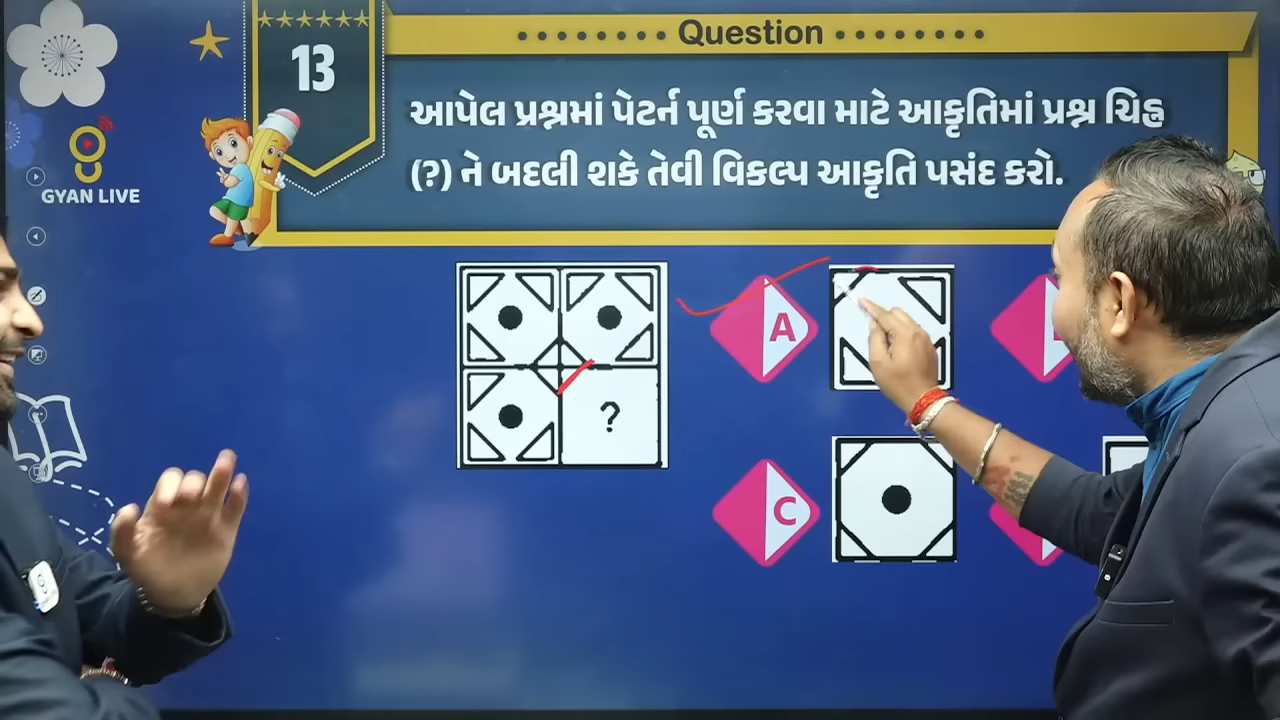 Question
13
આપેલ પ્રશ્નમાં પેટર્ન પૂર્ણ કરવા માટે આકૃતિમાં પ્રશ્ન ચિહ્ન
(?) ને બદલી શકે તેવી વિકલ્પ આકૃતિ પસંદ કરો.
GYAN LIVE
A
?
C